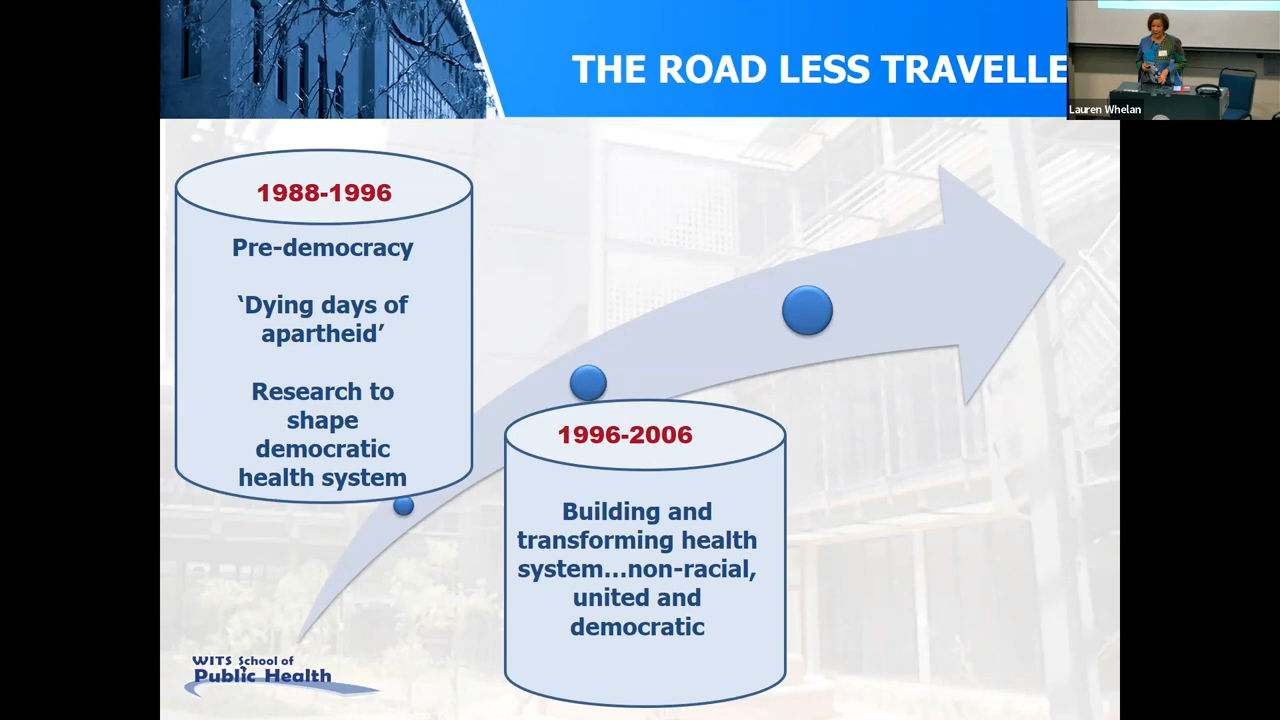 THE ROAD LESS TRAVELLE
Lauren Whelan
1988-1996
Pre-democracy
‘Dying days of
apartheid’
Research to
shape
democratic
health system
1996-2006
Building and
transforming health
system...non-racial,
united and
democratic
WITS School of
Public Health